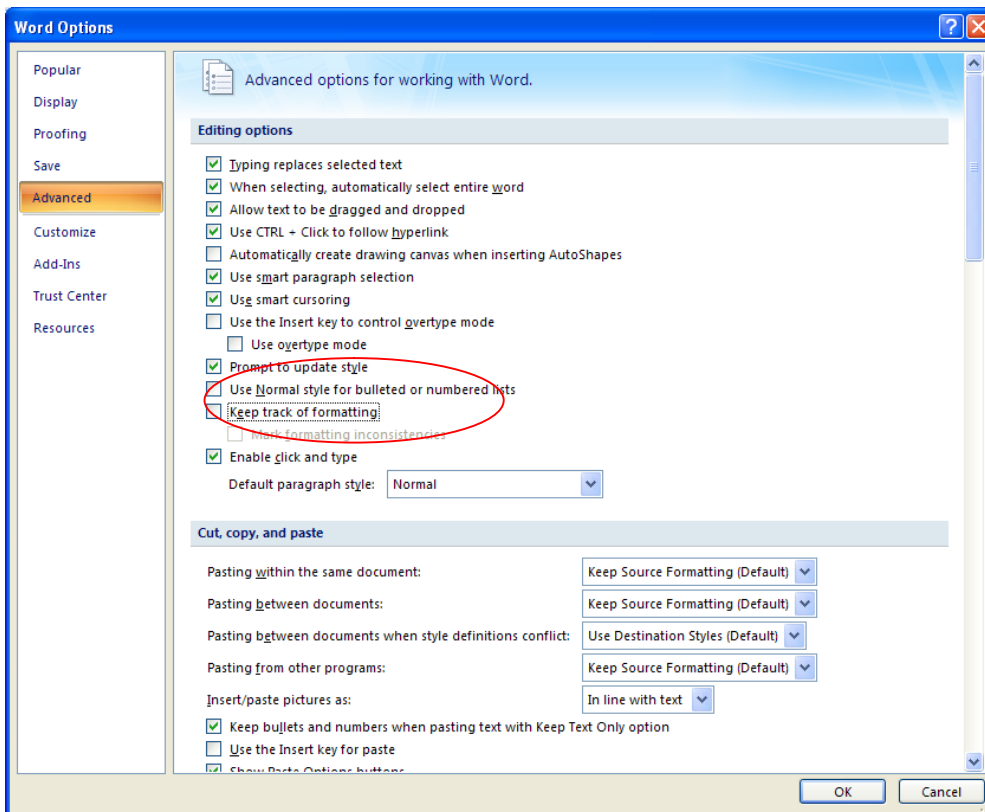 Word Options
Popular
Display
Proofing
Save
Advanced
Customize
Add-Ins
Trust Center
Resources
Advanced options for working with Word.
Editing options
Typing replaces selected text
When selecting, automatically select entire word
Allow text to be dragged and dropped
Use CTRL + Click to follow hyperlink
Automatically create drawing canvas when inserting AutoShapes
Use smart paragraph selection
Use smart cursoring
Use the Insert key to control overtype mode
Use overtype mode
Prompt to update style
Use Normal style for bulleted or numbered lists
Keep track of formatting
Mark formatting inconsistencies
Enable click and type
Default paragraph style: Normal
Cut, copy, and paste
Pasting within the same document: Keep Source Formatting (Default)
Pasting between documents: Keep Source Formatting (Default)
Pasting between documents when style definitions conflict: Use Destination Styles (Default)
Pasting from other programs: Keep Source Formatting (Default)
Insert/paste pictures as: In line with text
Keep bullets and numbers when pasting text with Keep Text Only option
Use the Insert key for paste
Show Paste Options buttons
OK Cancel